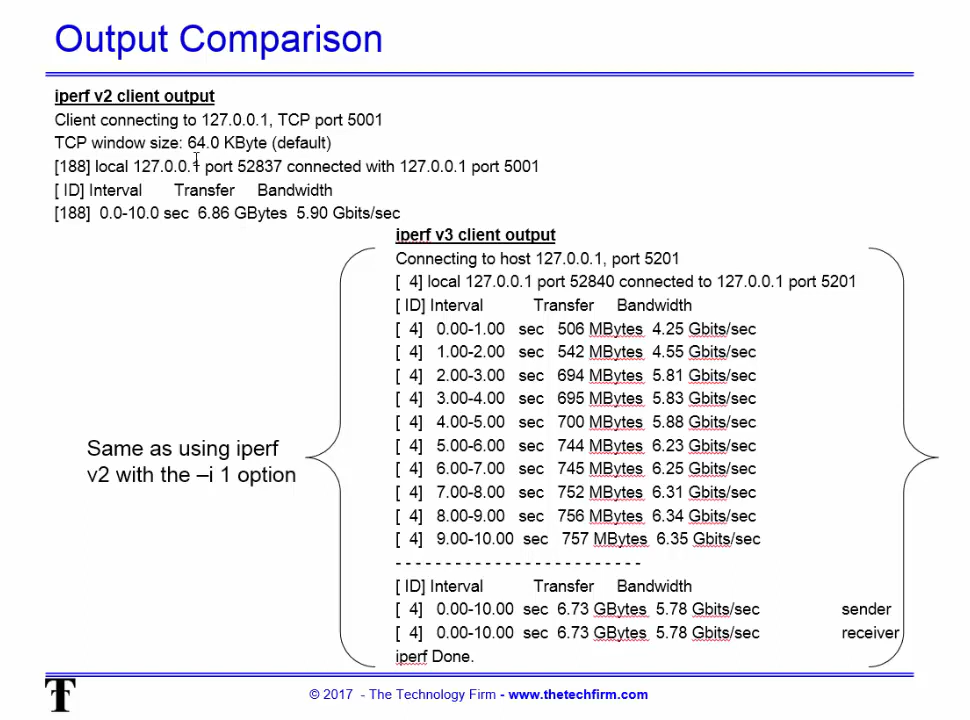 Output Comparison
iperf v2 client output
Client connecting to 127.0.0.1, TCP port 5001
TCP window size: 64.0 KByte (default)
[188] local 127.0.0.1 port 52837 connected with 127.0.0.1 port 5001
[ ID] Interval Transfer Bandwidth
[188] 0.0-10.0 sec 6.86 GBytes 5.90 Gbits/sec
iperf v3 client output
Connecting to host 127.0.0.1, port 5201
[ 4] local 127.0.0.1 port 52840 connected to 127.0.0.1 port 5201
[ ID] Interval Transfer Bandwidth
[ 4] 0.00-1.00 sec 506 MBytes 4.25 Gbits/sec
[ 4] 1.00-2.00 sec 542 MBytes 4.55 Gbits/sec
[ 4] 2.00-3.00 sec 694 MBytes 5.81 Gbits/sec
[ 4] 3.00-4.00 sec 695 MBytes 5.83 Gbits/sec
[ 4] 4.00-5.00 sec 700 MBytes 5.88 Gbits/sec
[ 4] 5.00-6.00 sec 744 MBytes 6.23 Gbits/sec
[ 4] 6.00-7.00 sec 745 MBytes 6.25 Gbits/sec
[ 4] 7.00-8.00 sec 752 MBytes 6.31 Gbits/sec
[ 4] 8.00-9.00 sec 756 MBytes 6.34 Gbits/sec
[ 4] 9.00-10.00 sec 757 MBytes 6.35 Gbits/sec
- - - - - - - - - - - - - - - - - - - - - - - - -
[ ID] Interval Transfer Bandwidth
[ 4] 0.00-10.00 sec 6.73 GBytes 5.78 Gbits/sec sender
[ 4] 0.00-10.00 sec 6.73 GBytes 5.78 Gbits/sec receiver
iperf Done.
Same as using iperf
v2 with the –i 1 option
T
© 2017 - The Technology Firm - www.thetechfirm.com